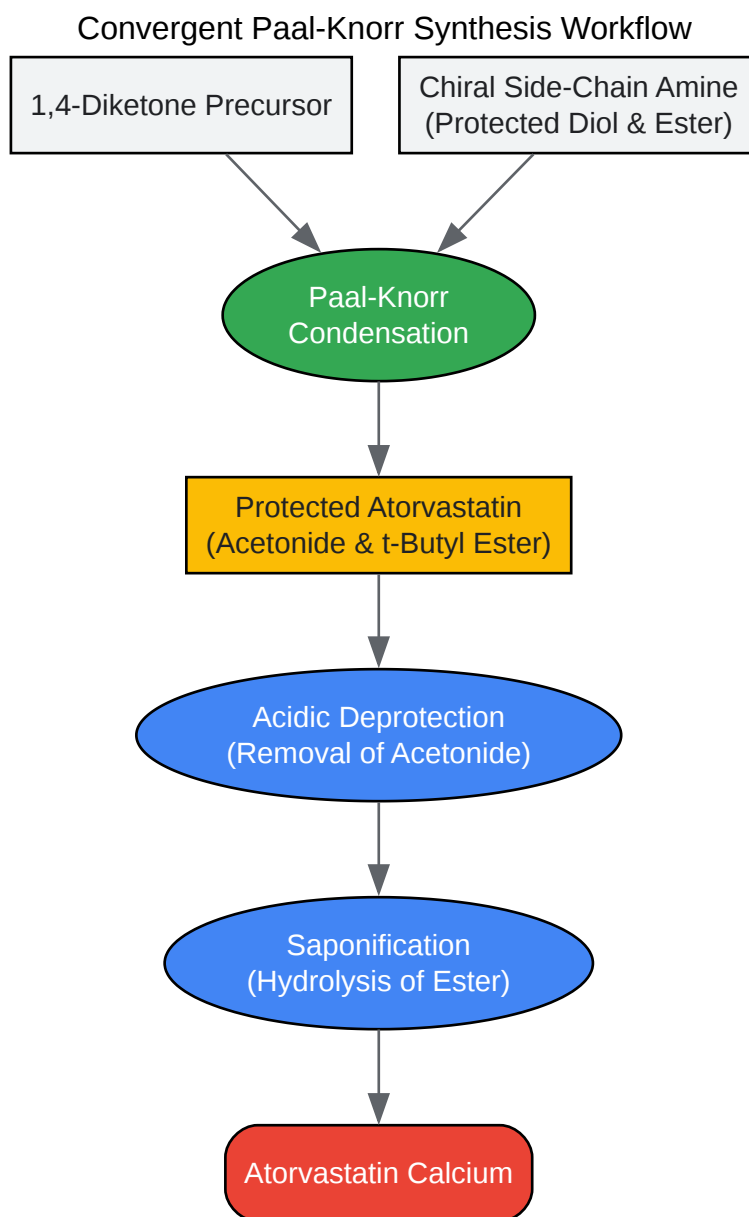 Convergent Paal-Knorr Synthesis Workflow
1,4-Diketone Precursor
Chiral Side-Chain Amine
(Protected Diol & Ester)
Paal-Knorr
Condensation
Protected Atorvastatin
(Acetonide & t-Butyl Ester)
Acidic Deprotection
(Removal of Acetonide)
Saponification
(Hydrolysis of Ester)
Atorvastatin Calcium